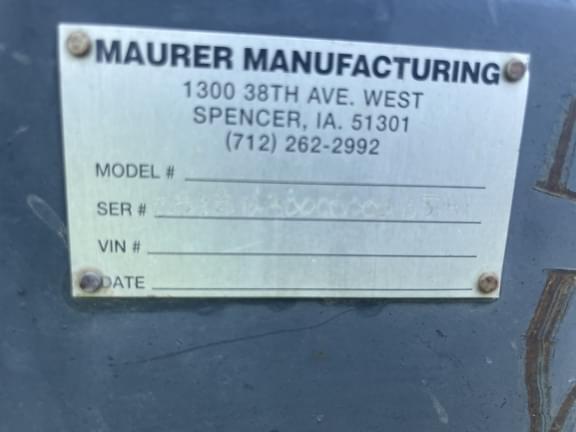 MAURER MANUFACTURING
1300 38TH AVE. WEST
SPENCER, IA. 51301
(712) 262-2992
MODEL #
SER #
VIN #
DATE